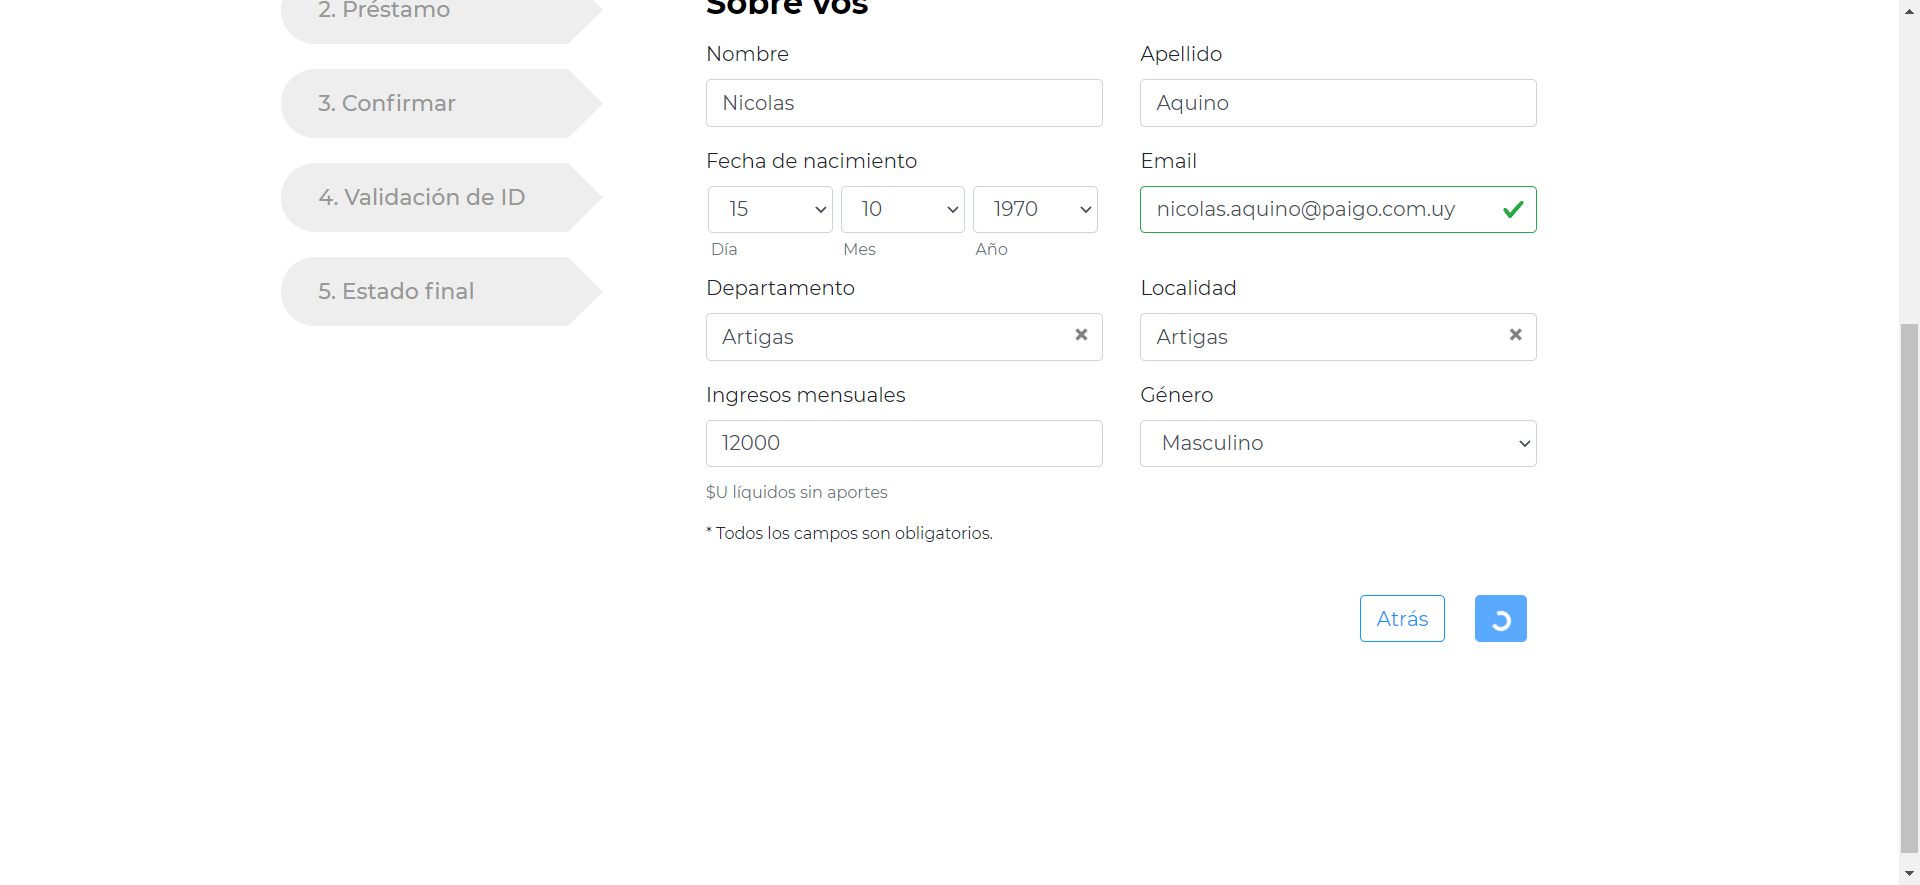 2. Préstamo
3. Confirmar
4. Validación de ID
5. Estado final
Sobre vos
Nombre
Apellido
Nicolas
Aquino
Fecha de nacimiento
Email
15
10
1970
nicolas.aquino@paigo.com.uy
Día
Mes
Año
Departamento
Localidad
Artigas
Artigas
Ingresos mensuales
Género
12000
Masculino
$U líquidos sin aportes
* Todos los campos son obligatorios.
Atrás